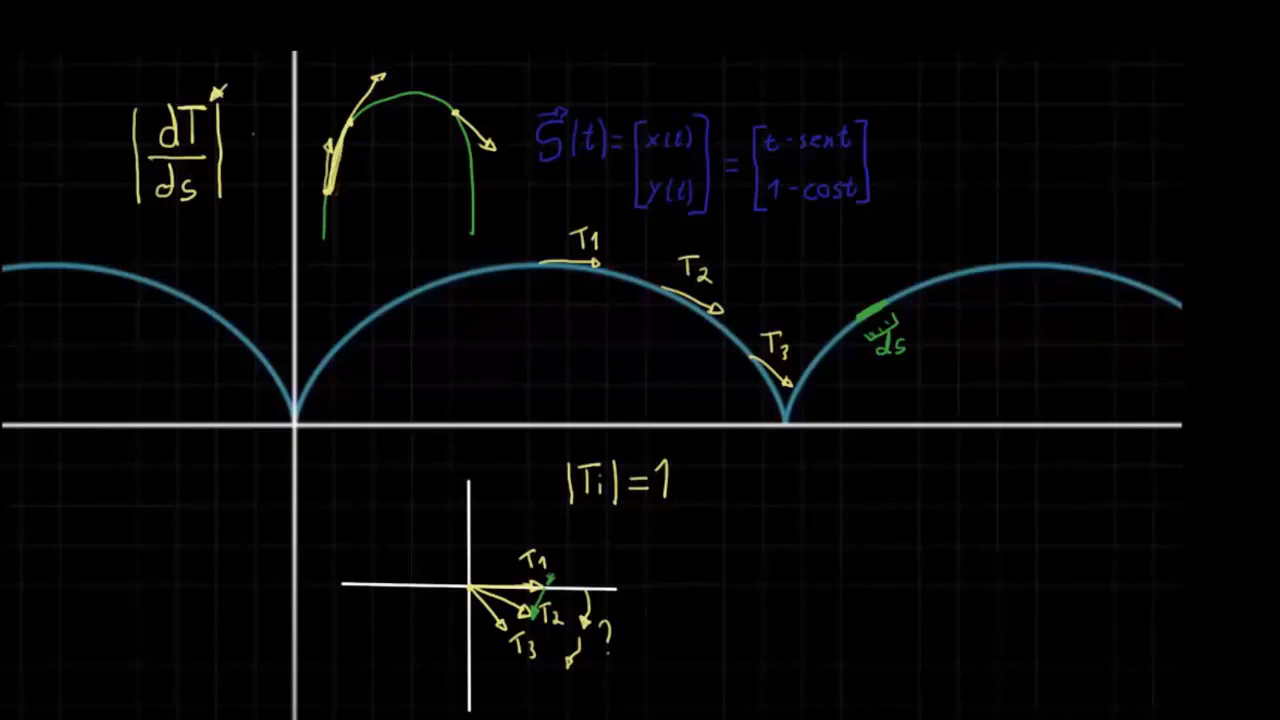 |dT/ds|
S⃗(t) = [x(t) y(t)] = [t - sent 1 - cost]
T1
T2
T3
ds
|Ti| = 1
T1
T2
T3
?